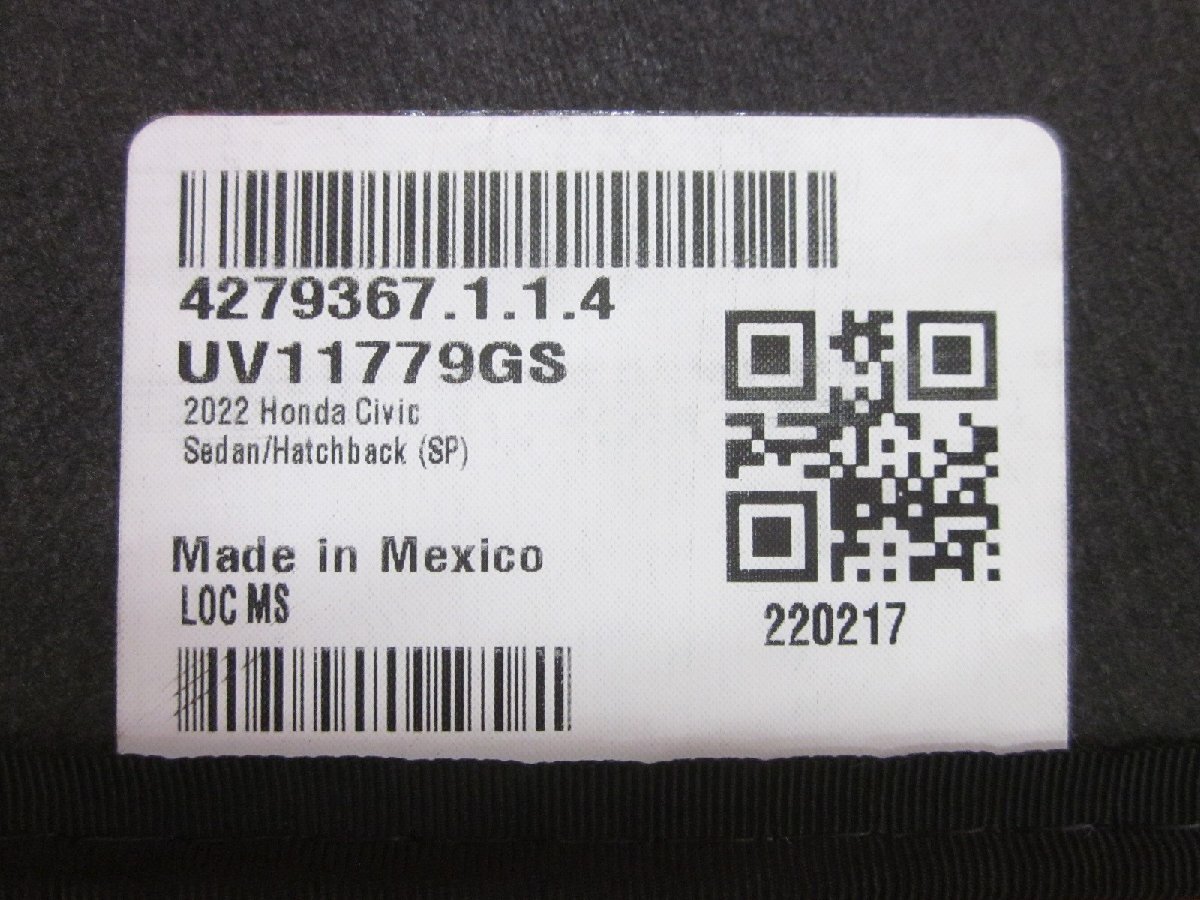 4279367.1.1.4
UV11779GS
2022 Honda Civic
Sedan/Hatchback (SP)
Made in Mexico
LOC MS
220217